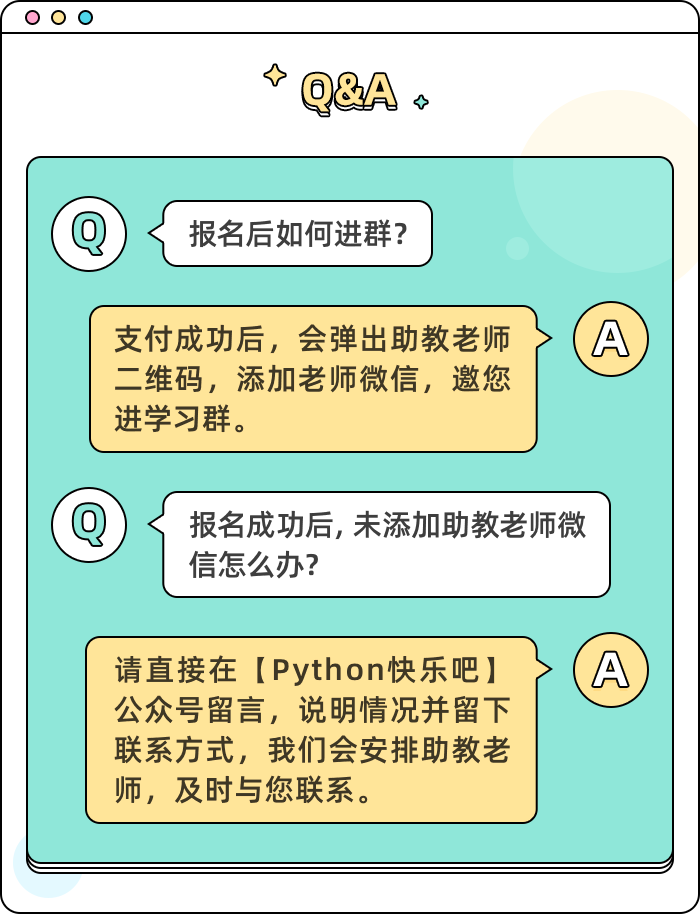 Q&A
Q
报名后如何进群？
支付成功后，会弹出助教老师
二维码，添加老师微信，邀您
进学习群。
A
Q
报名成功后, 未添加助教老师微
信怎么办?
请直接在【Python快乐吧】
公众号留言，说明情况并留下
联系方式，我们会安排助教老
师，及时与您联系。
A